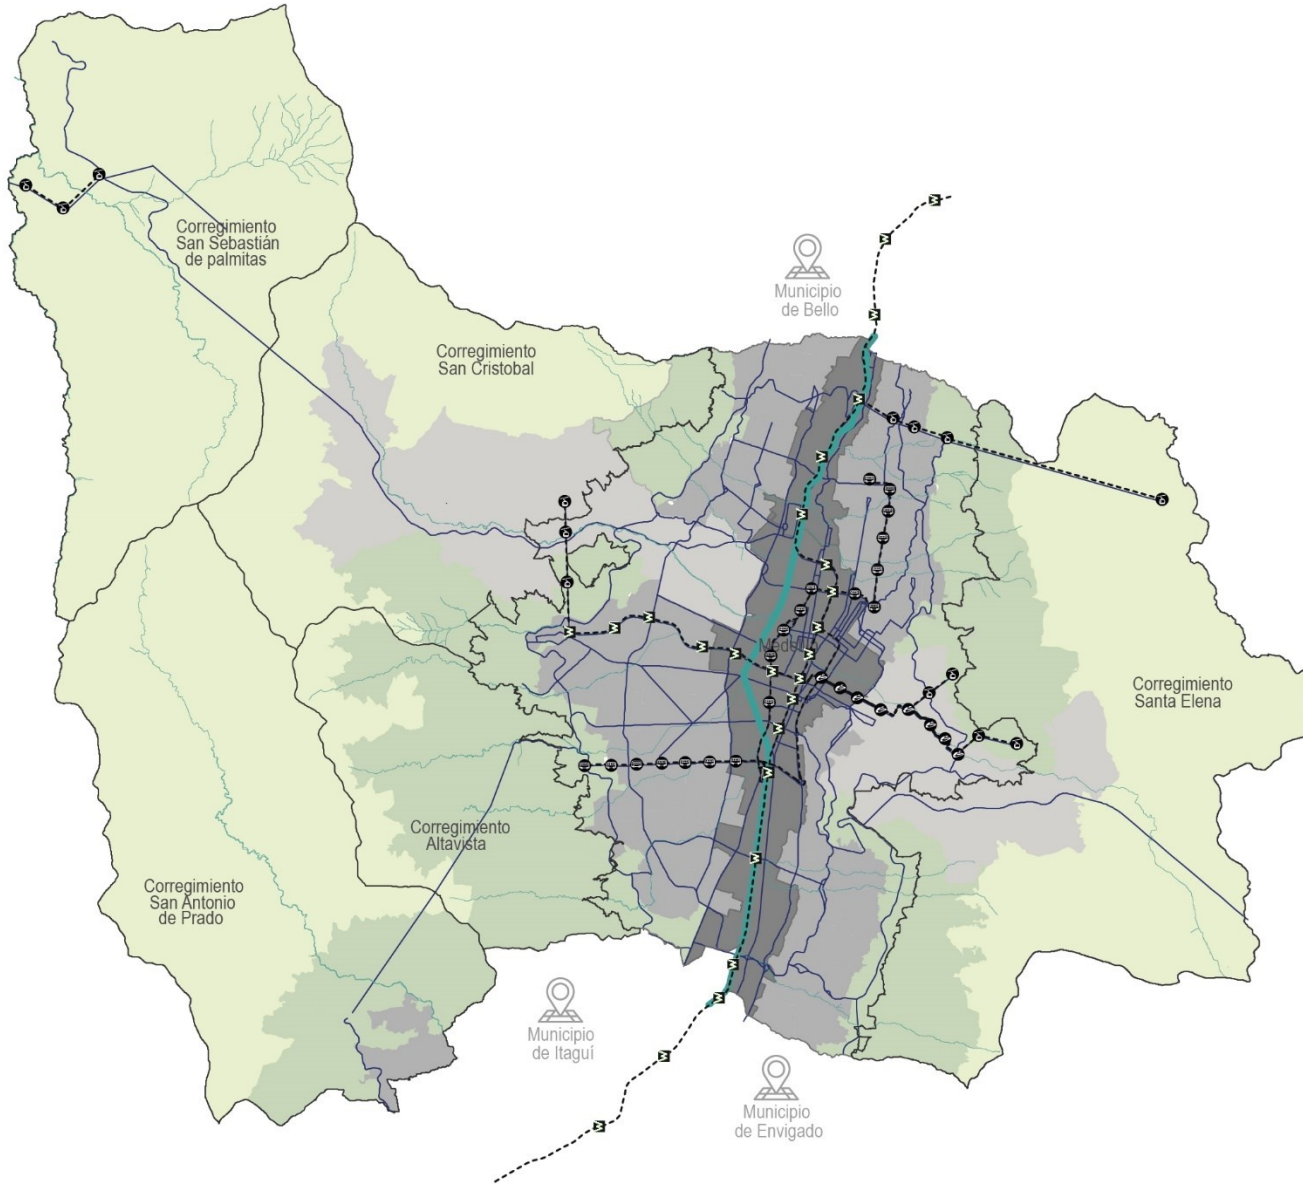 Corregimiento
San Sebastián
de palmitas
Municipio
de Bello
Corregimiento
San Cristobal
Medellín
Corregimiento
Santa Elena
Corregimiento
Altavista
Corregimiento
San Antonio
de Prado
Municipio
de Itaguí
Municipio
de Envigado